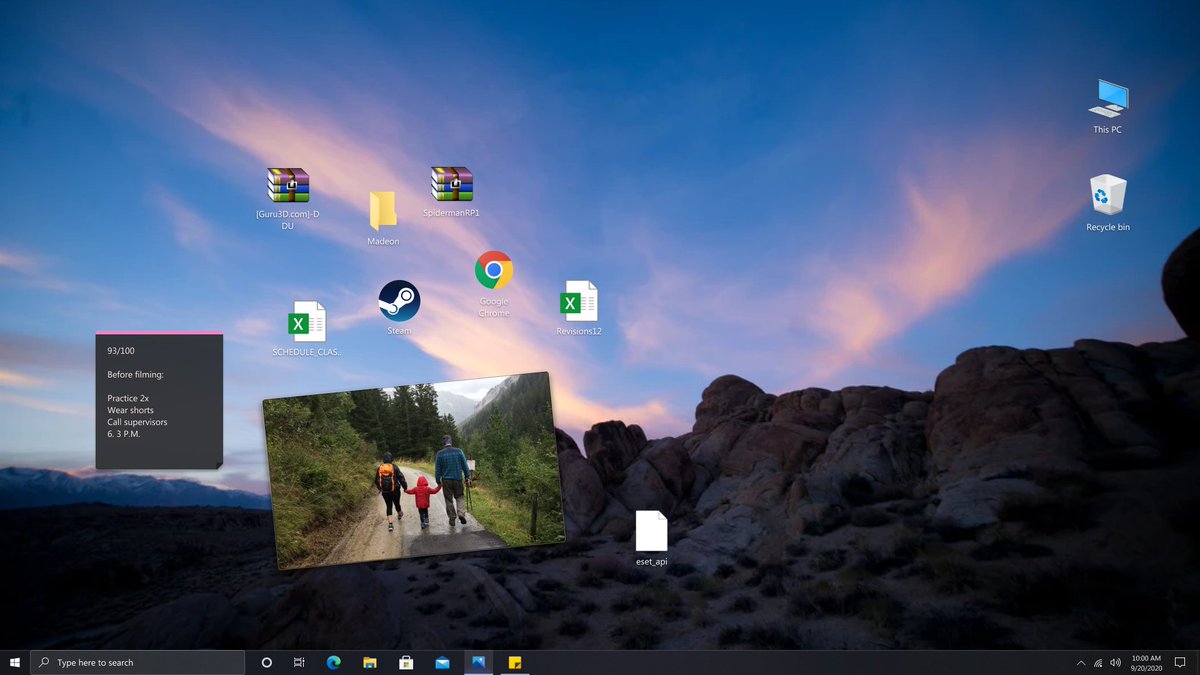 This PC
[Guru3D.com]-D
DU
SpidermanRP1
Recycle bin
Madeon
Google
Chrome
Steam
Revisions12
SCHEDULE_CLAS..
93/100
Before filming:
Practice 2x
Wear shorts
Call supervisors
6. 3 P.M.
eset_api
Type here to search
10:00 AM
9/20/2020